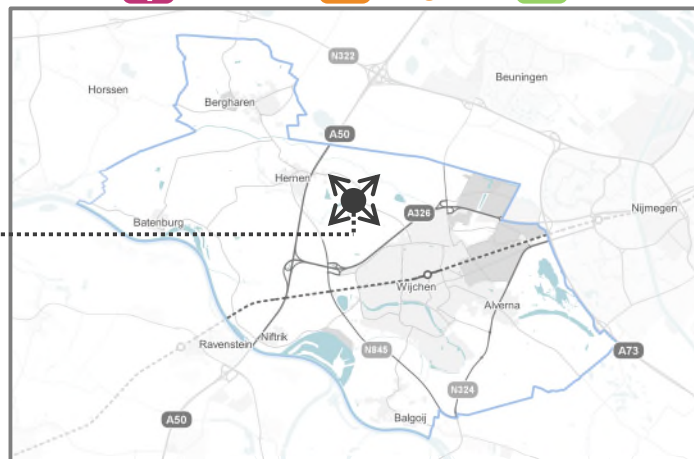 N322
Beuningen
Horssen
Bergharen
A50
Hernen
Nijmegen
A326
Batenburg
Wijchen
Alverna
Niftrik
Ravenstein
N845
A73
N324
A50
Balgoij